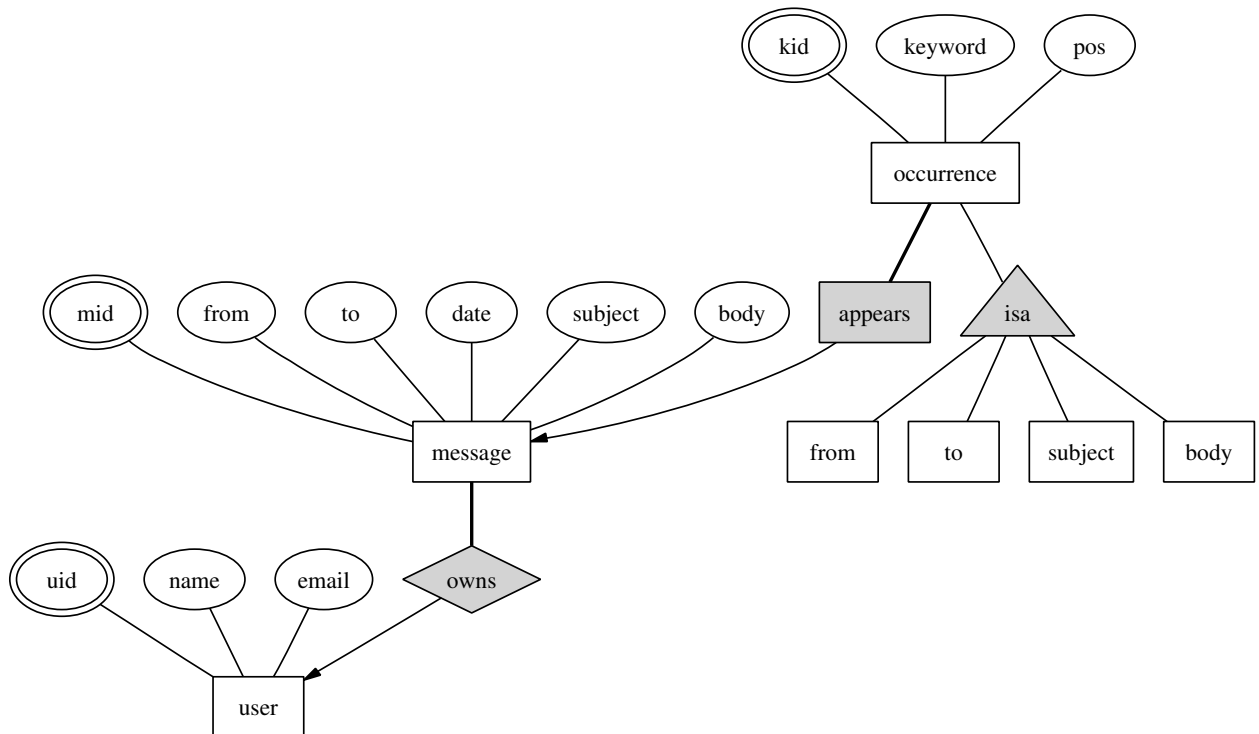 kid keyword pos
occurrence
mid from to date subject body appears isa
message from to subject body
uid name email owns
user